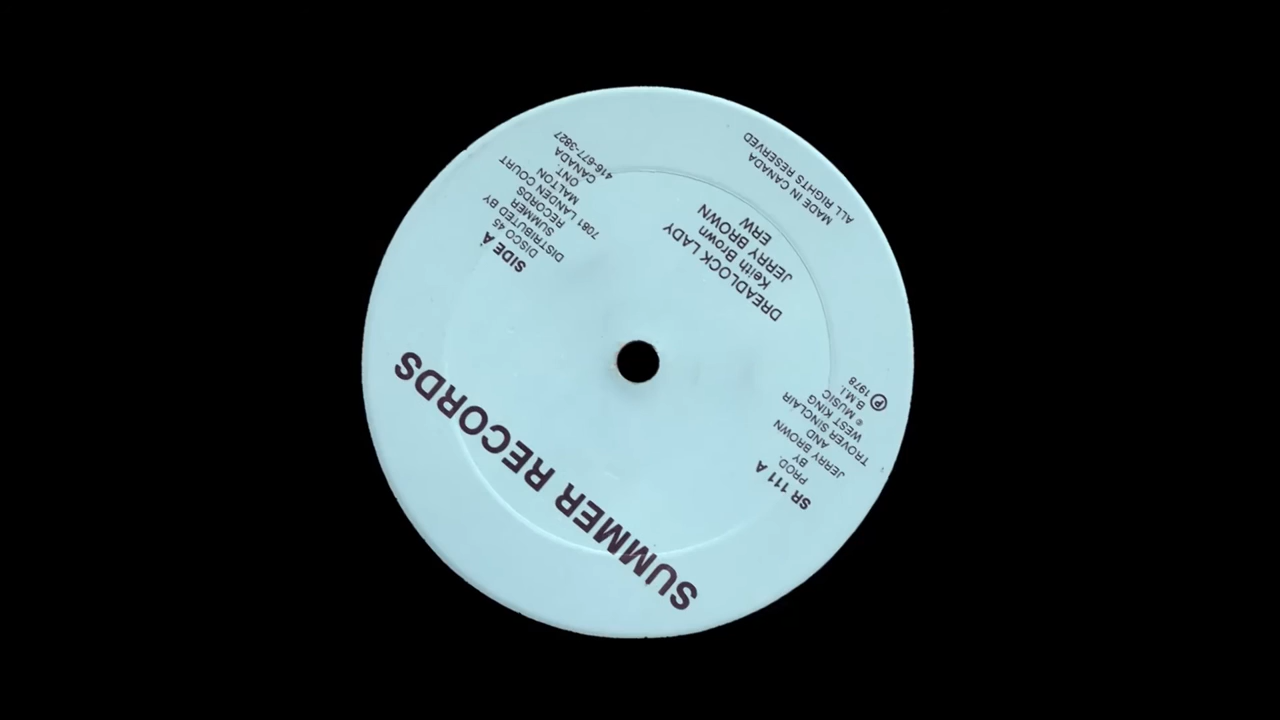 SUMMER RECORDS
SR 111 A
PROD.
BY
JERRY BROWN
AND
TROVER SINCLAIR
WEST KING
® MUSIC
B.M.I.
℗ 1978
SIDE A
DISCO 45
DISTRIBUTED BY
SUMMER
RECORDS
7081 LANDEN COURT
MALTON
ONT.
CANADA
416-677-3827
DREADLOCK LADY
Keith Brown
JERRY BROWN
ERW
MADE IN CANADA
ALL RIGHTS RESERVED